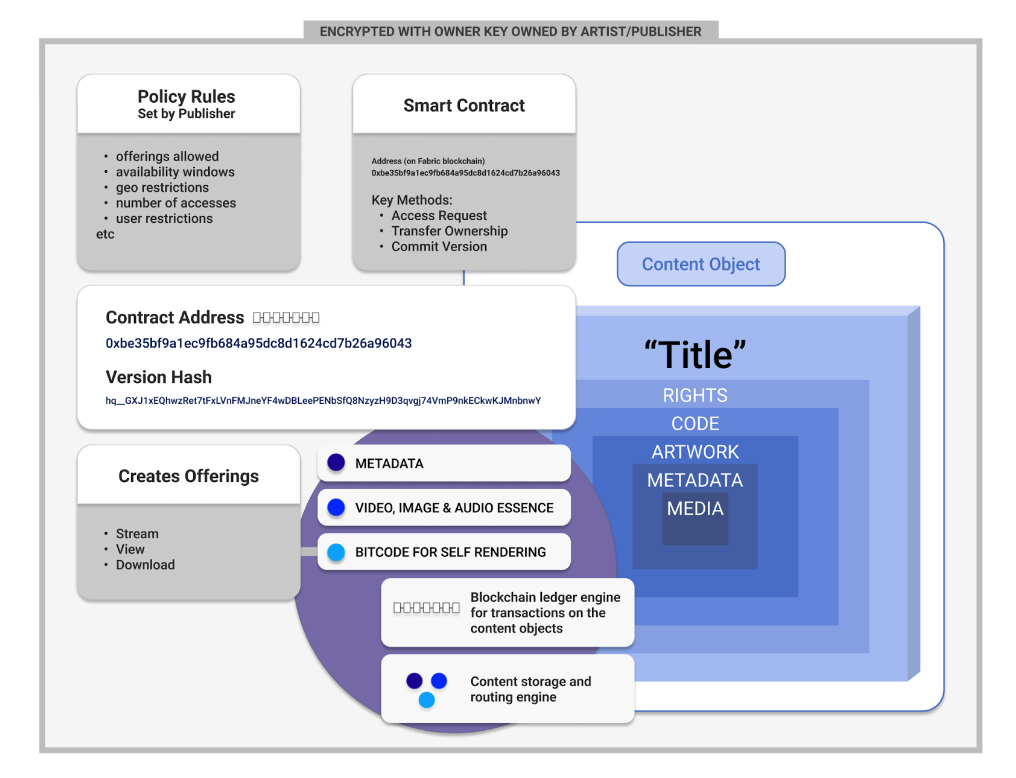 ENCRYPTED WITH OWNER KEY OWNED BY ARTIST/PUBLISHER
Policy Rules
Set by Publisher
• offerings allowed
• availability windows
• geo restrictions
• number of accesses
• user restrictions
etc
Smart Contract
Address (on Fabric blockchain)
0xbe35bf9a1ec9fb684a95dc8d1624cd7b26a96043
Key Methods:
• Access Request
• Transfer Ownership
• Commit Version
Content Object
Contract Address
0xbe35bf9a1ec9fb684a95dc8d1624cd7b26a96043
Version Hash
hq__GXJ1xEQhwzRet7tFxLVnFMJneYF4wDBLeePENbSfQ8NzyzH9D3qvgj74VmP9nkECkwKJMnbnwY
“Title”
RIGHTS
CODE
ARTWORK
METADATA
MEDIA
Creates Offerings
• Stream
• View
• Download
METADATA
VIDEO, IMAGE & AUDIO ESSENCE
BITCODE FOR SELF RENDERING
Blockchain ledger engine
for transactions on the
content objects
Content storage and
routing engine